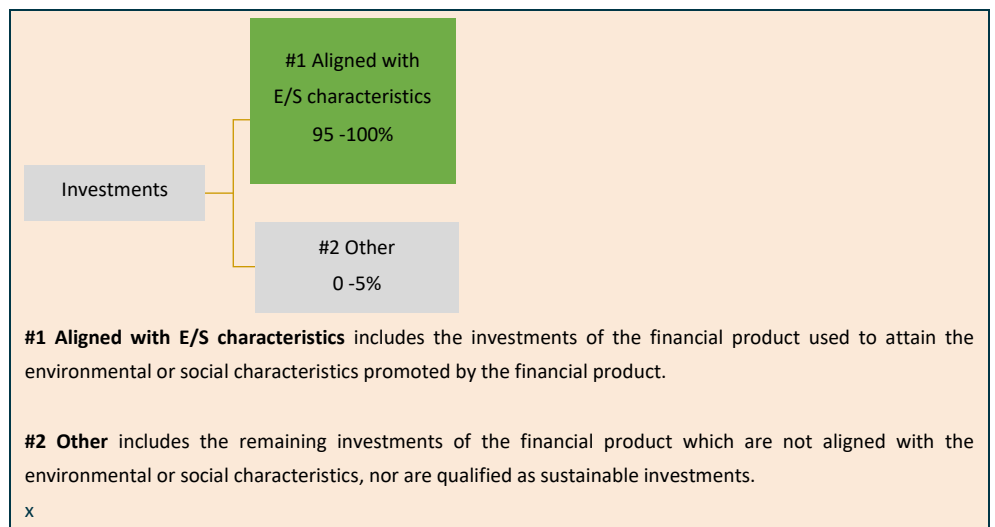 #1 Aligned with
E/S characteristics
95 -100%
Investments
#2 Other
0 -5%
#1 Aligned with E/S characteristics includes the investments of the financial product used to attain the
environmental or social characteristics promoted by the financial product.
#2 Other includes the remaining investments of the financial product which are not aligned with the
environmental or social characteristics, nor are qualified as sustainable investments.
x